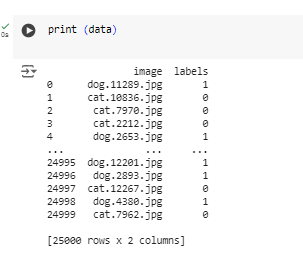 0s
print (data)
image labels
0 dog.11289.jpg 1
1 cat.10836.jpg 0
2 cat.7970.jpg 0
3 cat.2212.jpg 0
4 dog.2653.jpg 1
... ... ...
24995 dog.12201.jpg 1
24996 dog.2893.jpg 1
24997 cat.12267.jpg 0
24998 dog.4380.jpg 1
24999 cat.7962.jpg 0
[25000 rows x 2 columns]